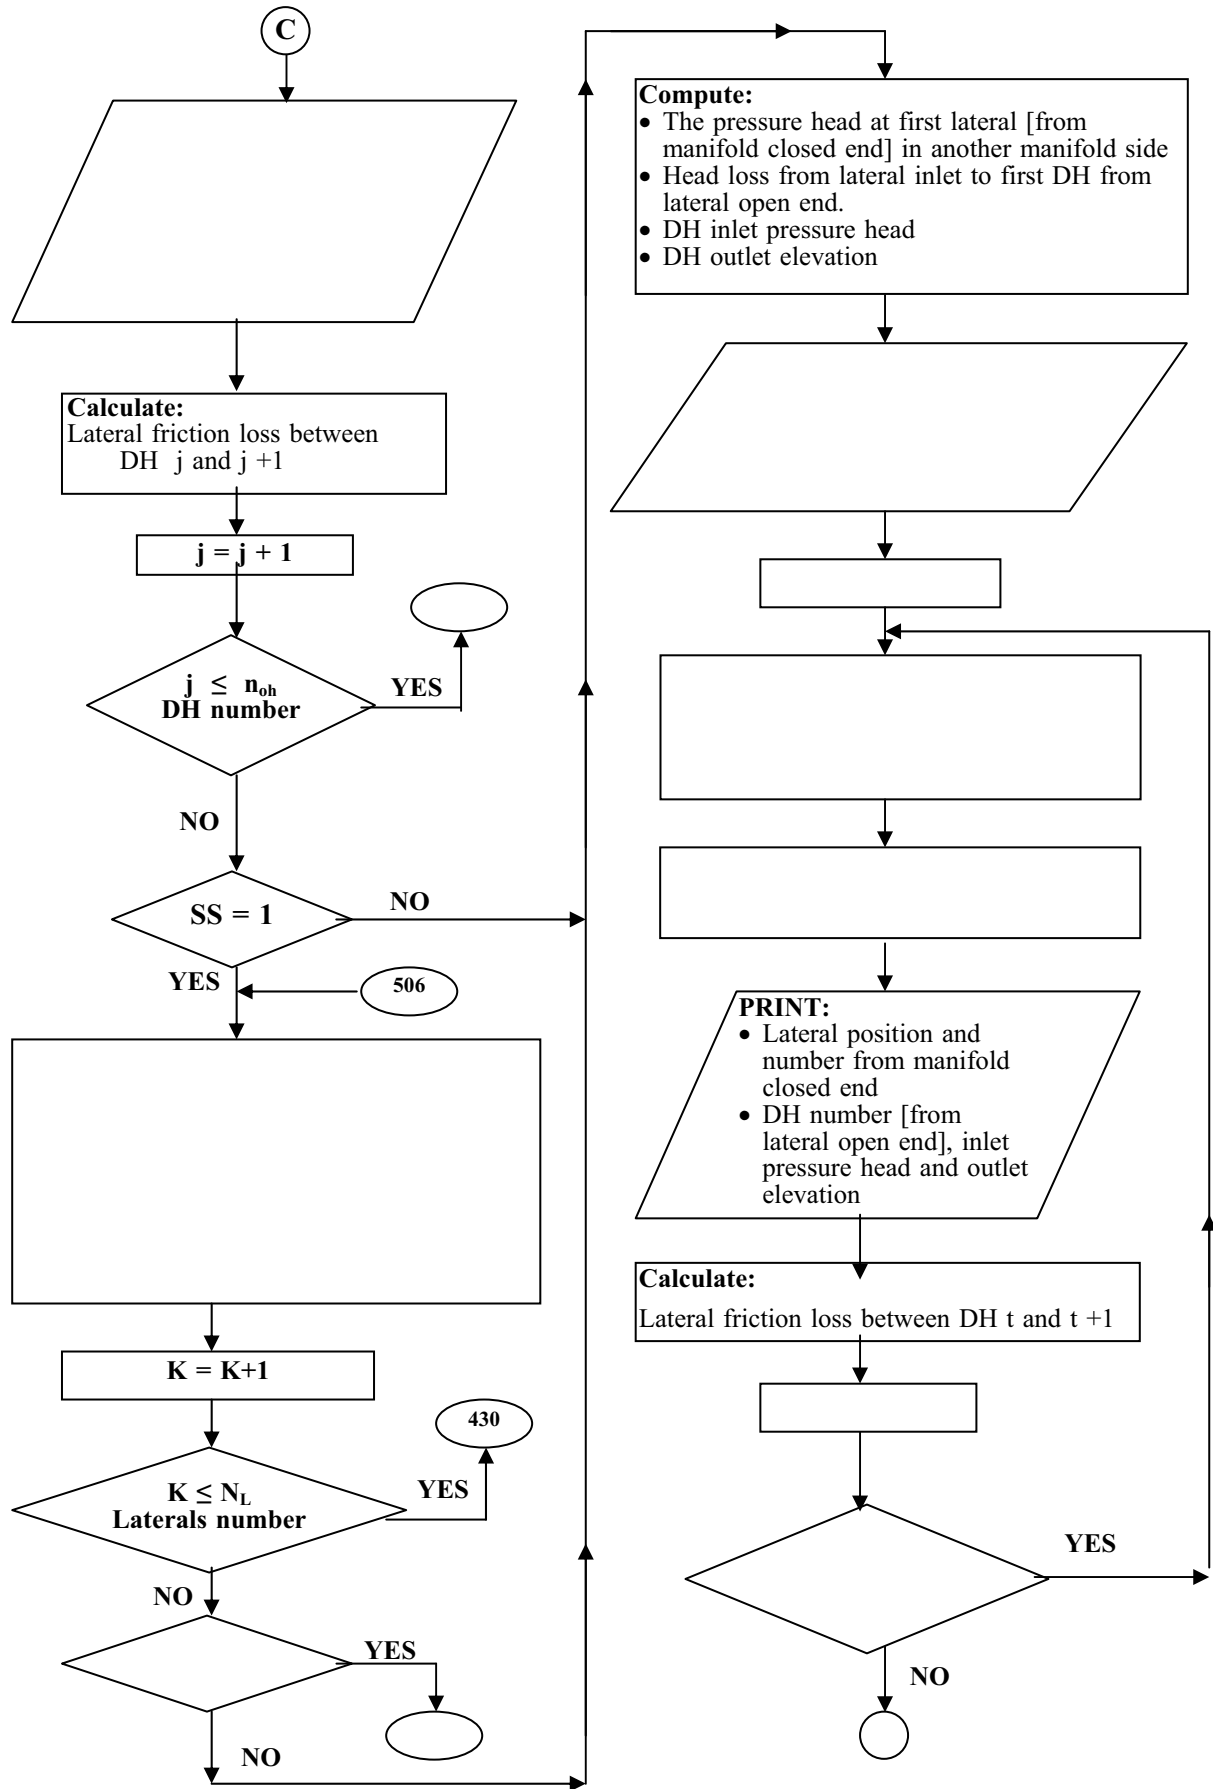 C
Calculate:
Lateral friction loss between
DH j and j +1
j = j + 1
j ≤ noh
DH number
YES
NO
SS = 1
NO
YES
506
K = K+1
430
K ≤ NL
Laterals number
YES
NO
YES
NO
Compute:
• The pressure head at first lateral [from
manifold closed end] in another manifold side
• Head loss from lateral inlet to first DH from
lateral open end.
• DH inlet pressure head
• DH outlet elevation
PRINT:
• Lateral position and
number from manifold
closed end
• DH number [from
lateral open end], inlet
pressure head and outlet
elevation
Calculate:
Lateral friction loss between DH t and t +1
YES
NO